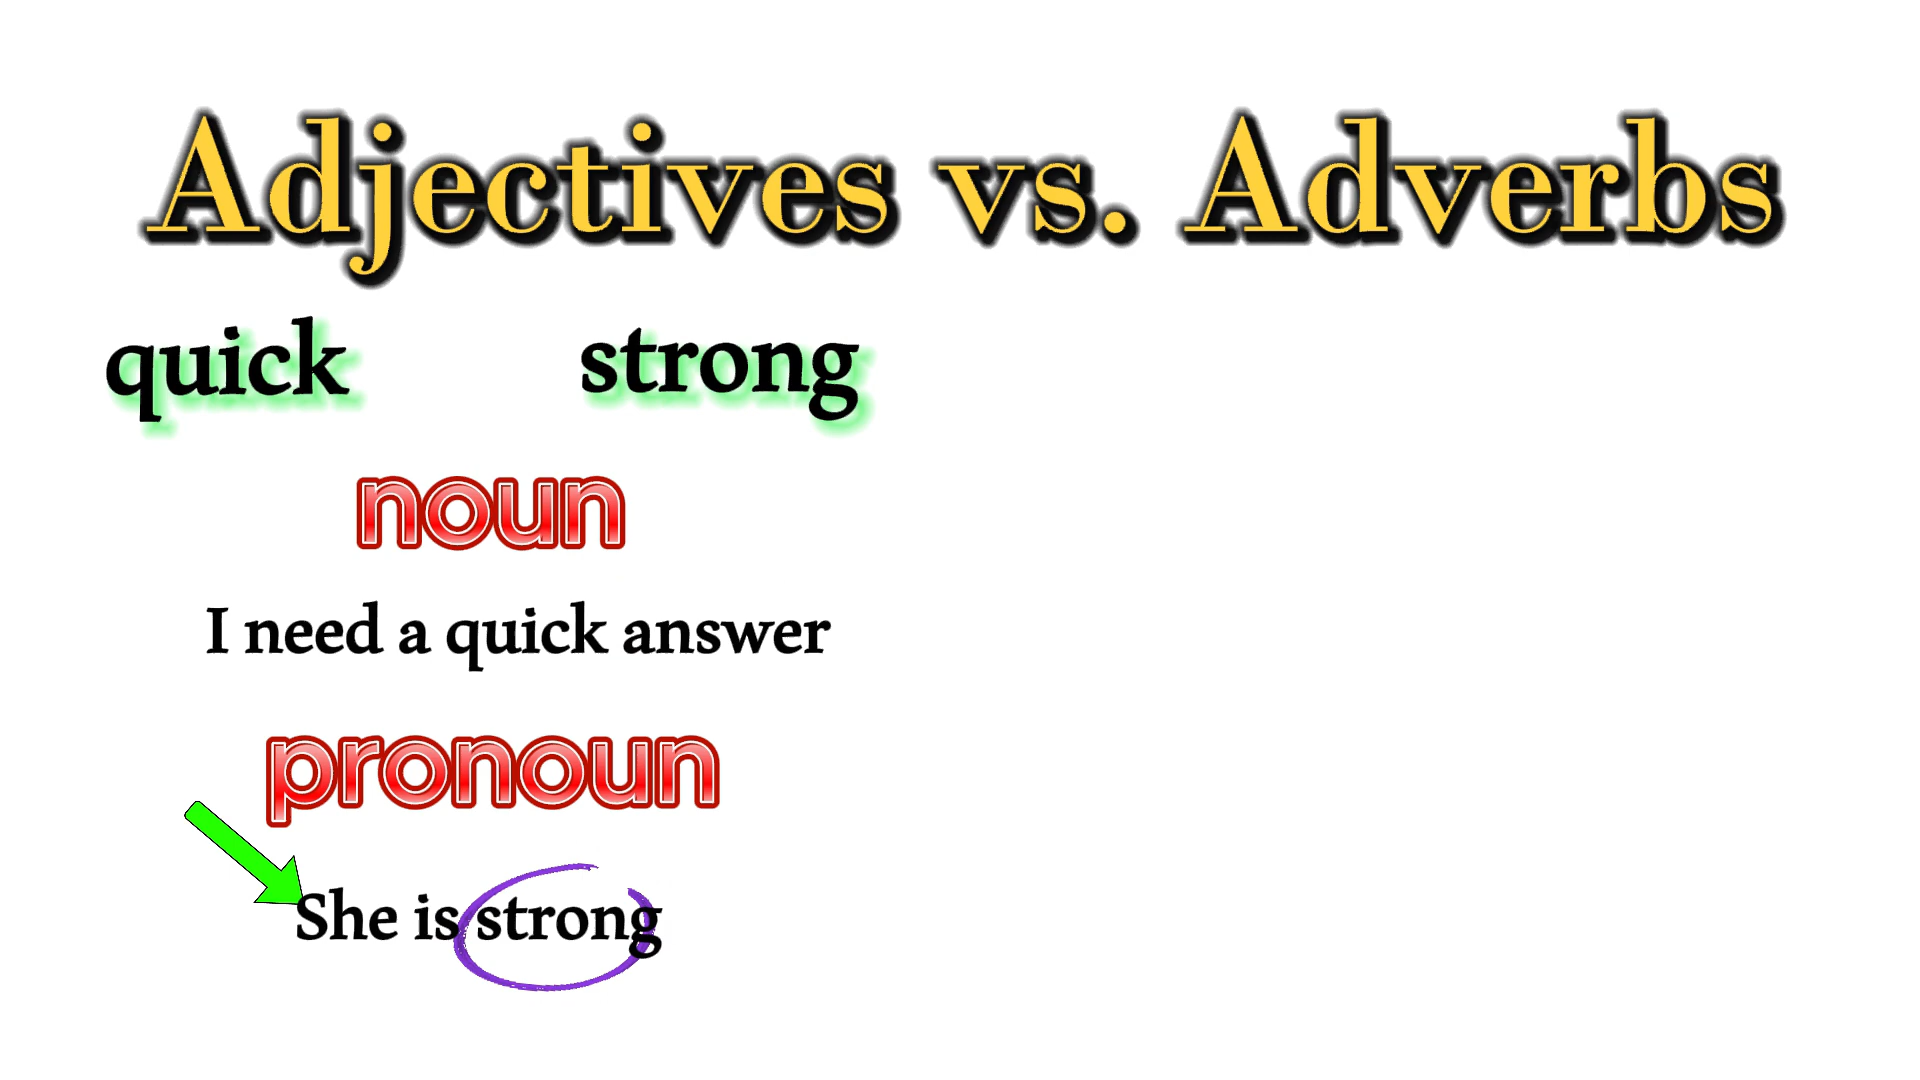 Adjectives vs. Adverbs
quick strong
noun
I need a quick answer
pronoun
She is strong